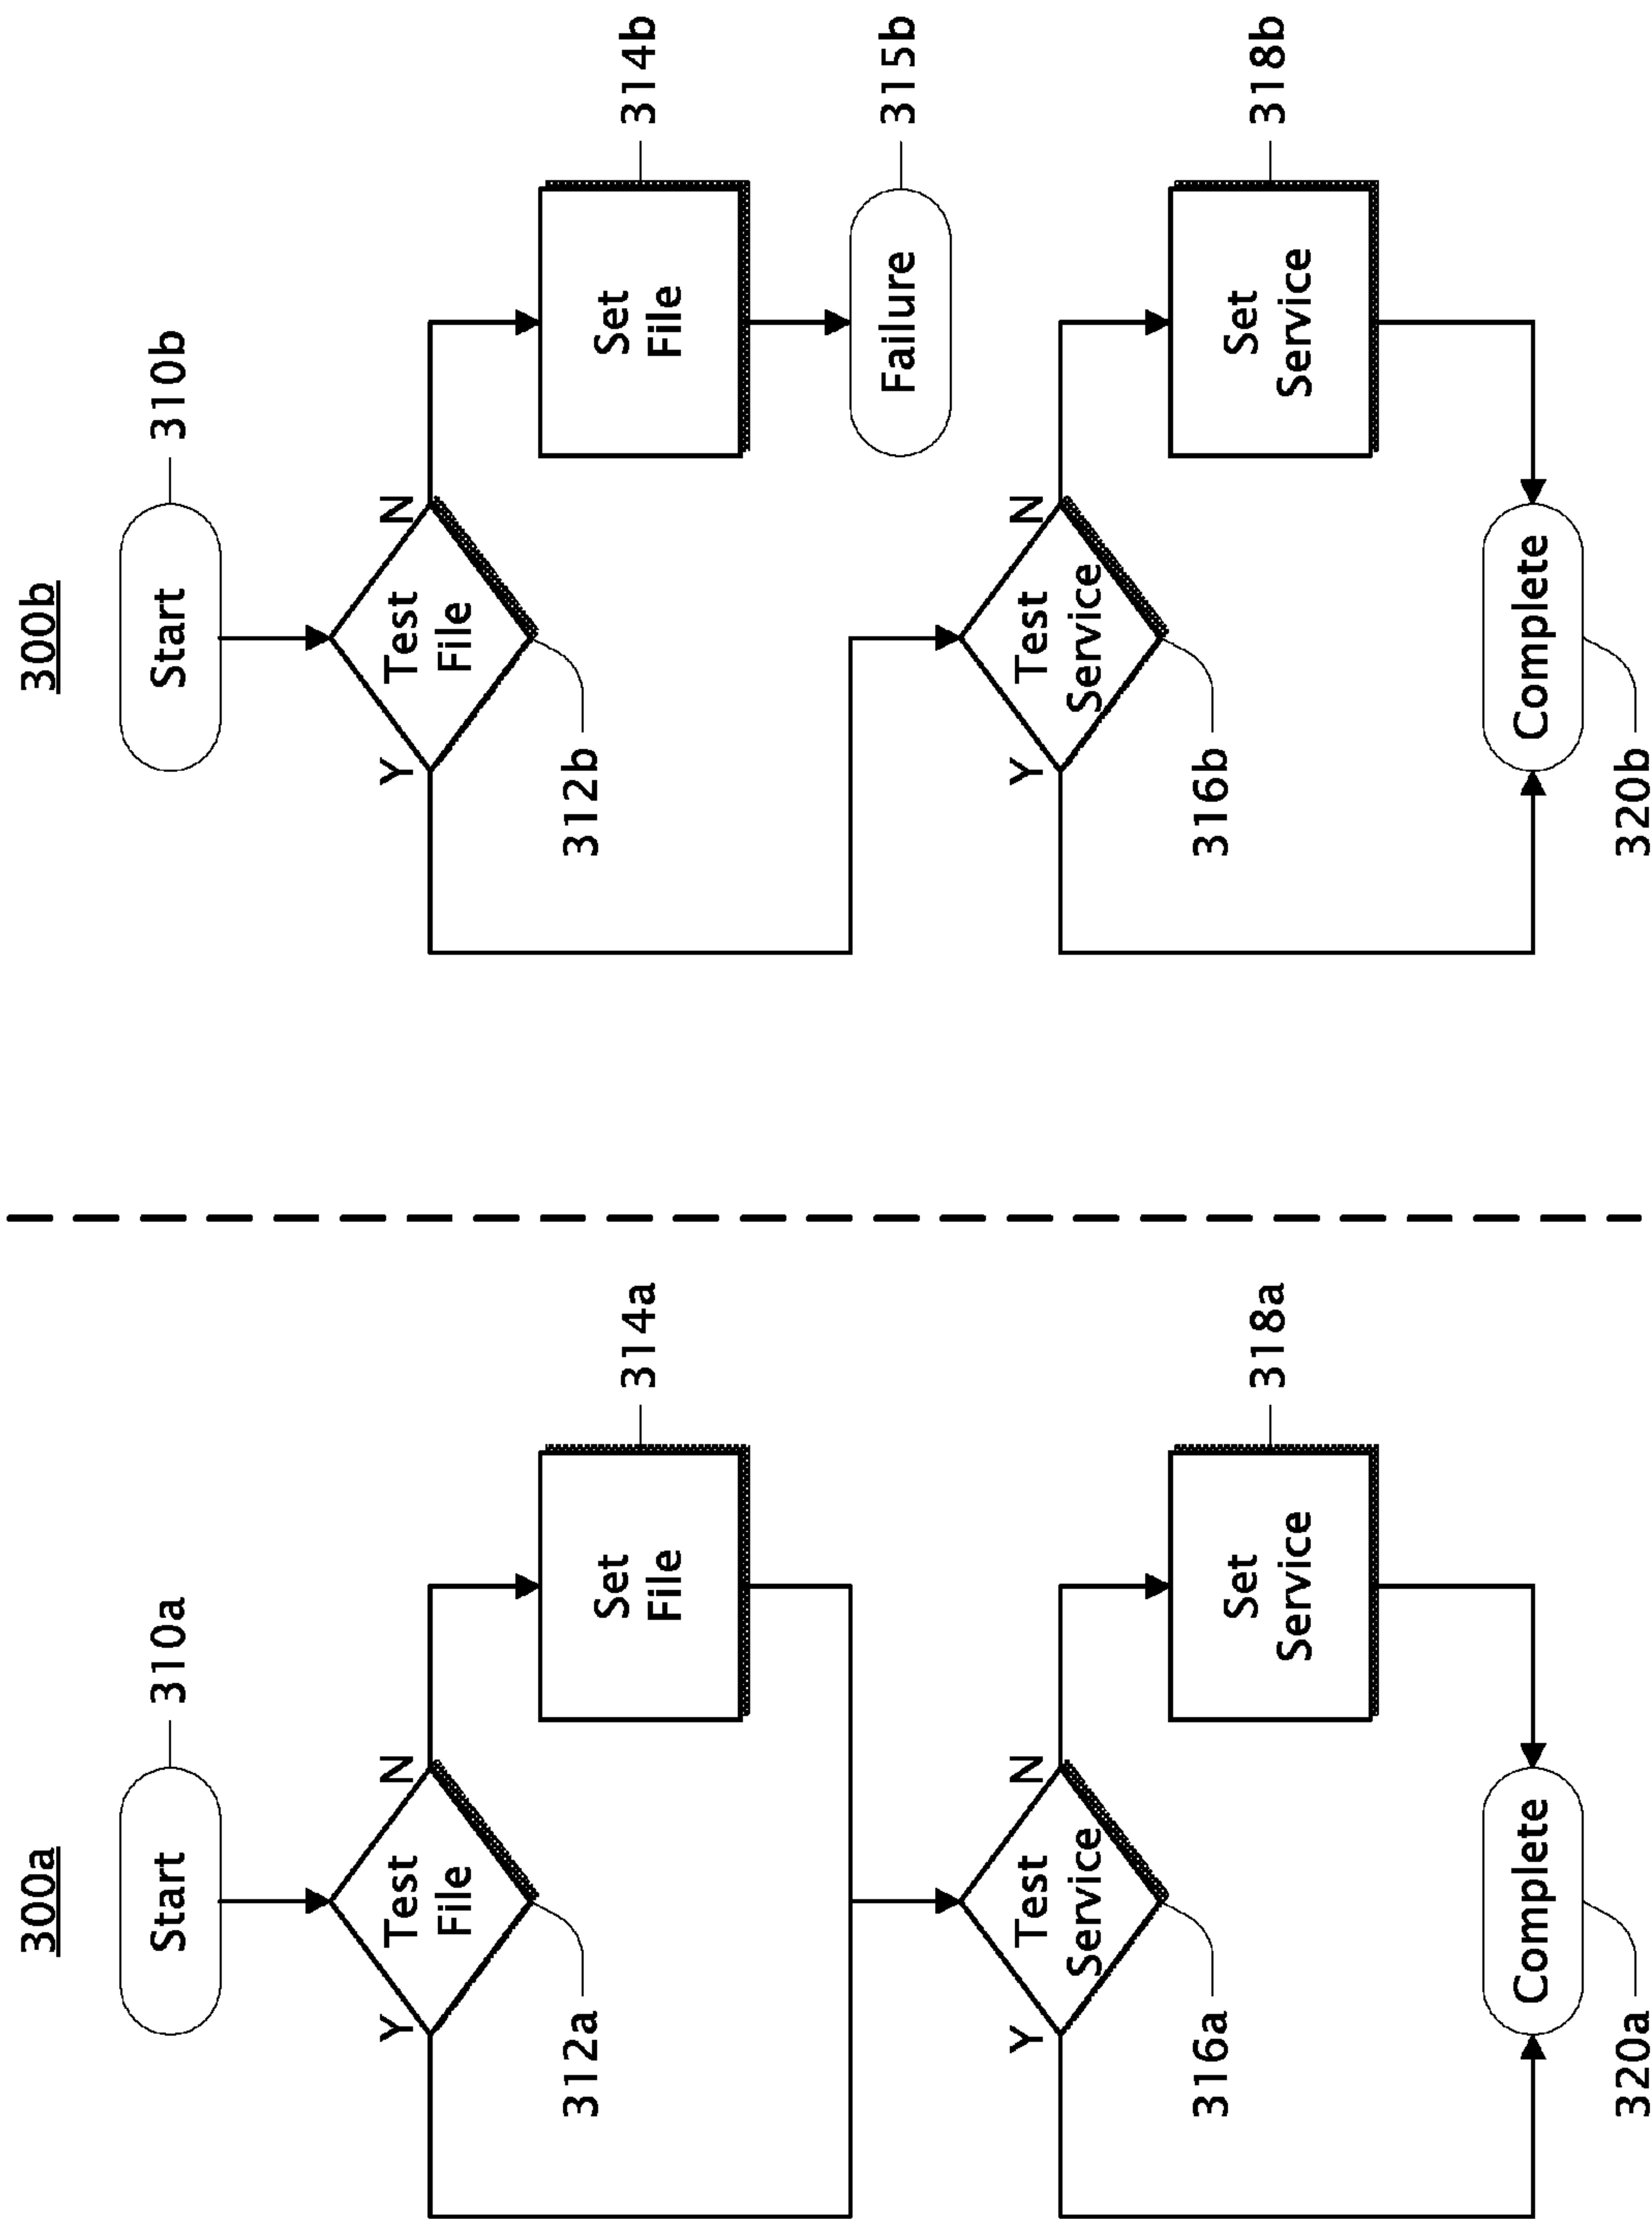 300a
Start
310a
Y
N
Test
File
312a
Set
File
314a
Y
N
Test
Service
316a
Set
Service
318a
Complete
320a
300b
Start
310b
Y
N
Test
File
312b
Set
File
314b
Failure
315b
Y
N
Test
Service
316b
Set
Service
318b
Complete
320b